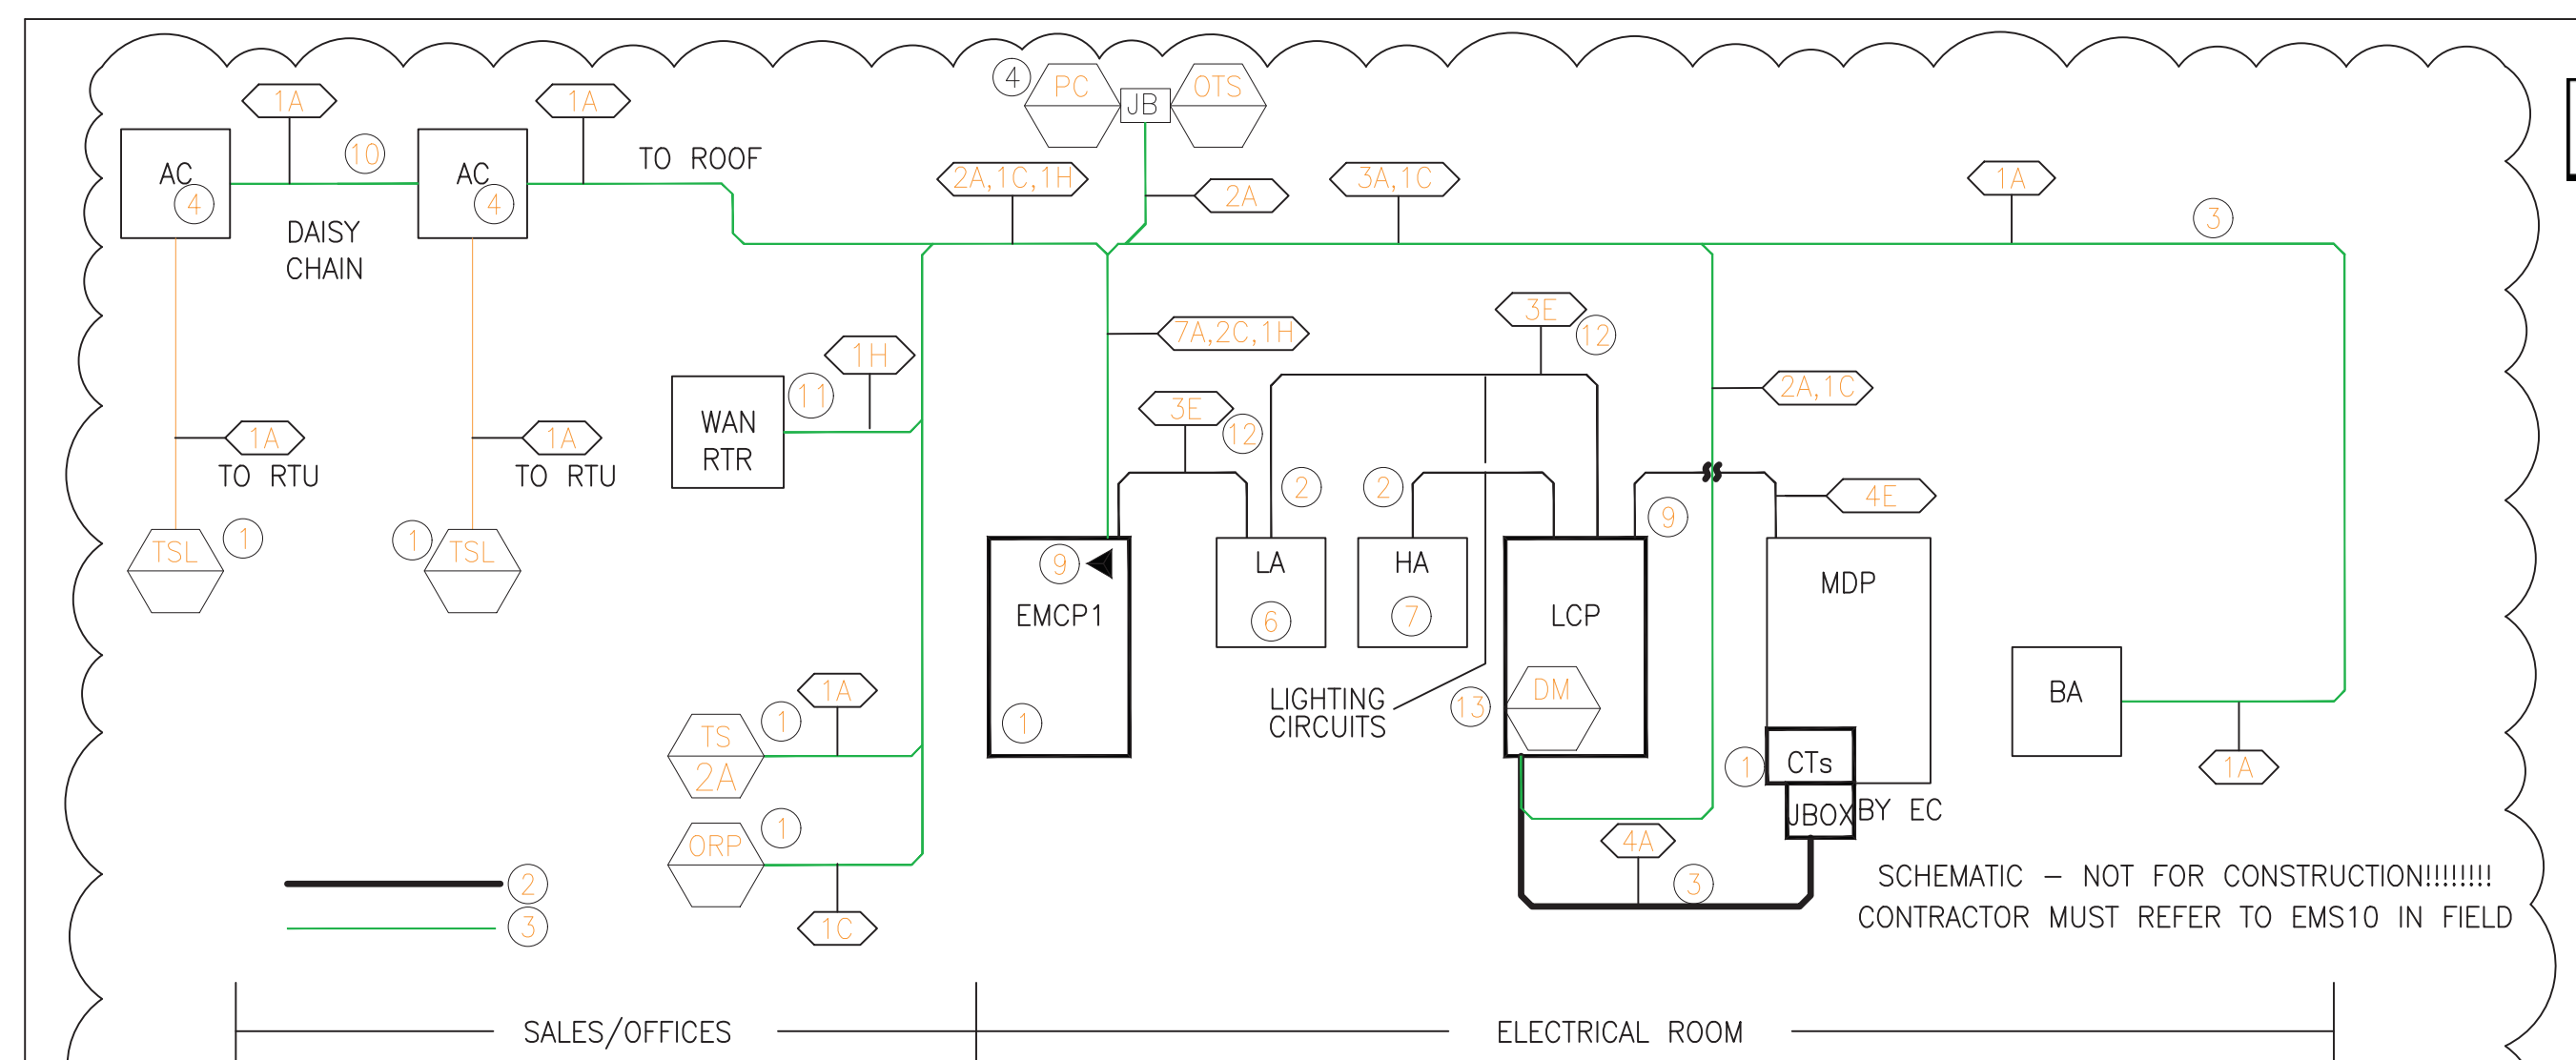 4
PC
JB
OTS
1A
1A
10
TO ROOF
AC
4
AC
4
DAISY
CHAIN
2A,1C,1H
2A
3A,1C
1A
3
3E
12
7A,2C,1H
1H
11
WAN
RTR
3E
12
2A,1C
1A
TO RTU
1A
TO RTU
2
2
9
4E
TSL
1
1
TSL
9
EMCP1
1
LA
6
HA
7
LCP
MDP
LIGHTING
CIRCUITS
13
DM
BA
1A
1A
TS
2A
1
1
CTs
JBOX
BY EC
ORP
1
1C
4A
3
2
3
SCHEMATIC – NOT FOR CONSTRUCTION!!!!!!!!
CONTRACTOR MUST REFER TO EMS10 IN FIELD
SALES/OFFICES
ELECTRICAL ROOM